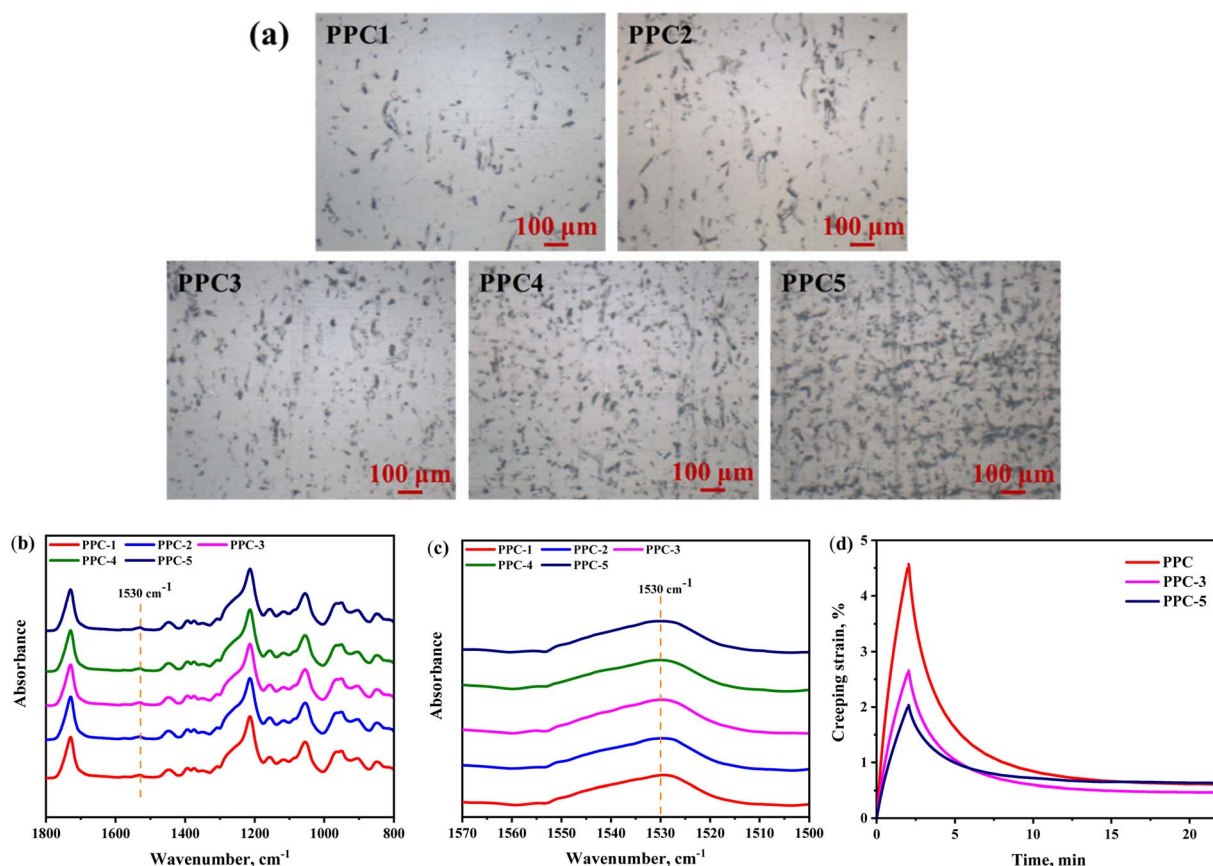 (a)
PPC1
100 µm
PPC2
100 µm
PPC3
100 µm
PPC4
100 µm
PPC5
100 µm
(b)
PPC-1 PPC-2 PPC-3
PPC-4 PPC-5
1530 cm⁻¹
Absorbance
1800 1600 1400 1200 1000 800
Wavenumber, cm⁻¹
(c)
PPC-1 PPC-2 PPC-3
PPC-4 PPC-5
1530 cm⁻¹
Absorbance
1570 1560 1550 1540 1530 1520 1510 1500
Wavenumber, cm⁻¹
(d)
PPC
PPC-3
PPC-5
Creeping strain, %
5
4
3
2
1
0
0 5 10 15 20
Time, min